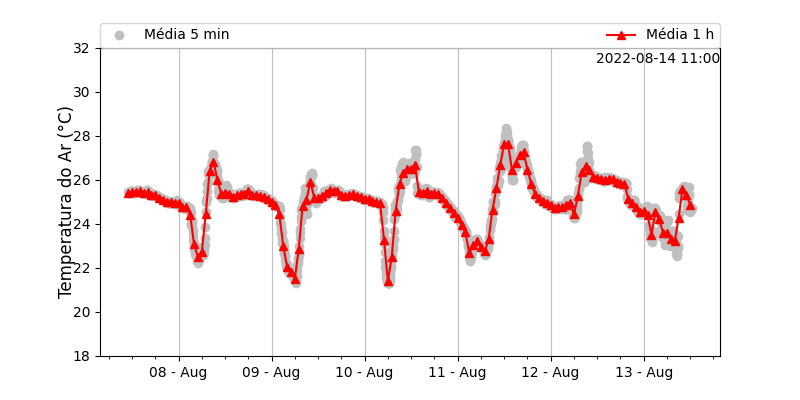 Média 5 min
Média 1 h
2022-08-14 11:00
Temperatura do Ar (°C)
32
30
28
26
24
22
20
18
08 - Aug
09 - Aug
10 - Aug
11 - Aug
12 - Aug
13 - Aug